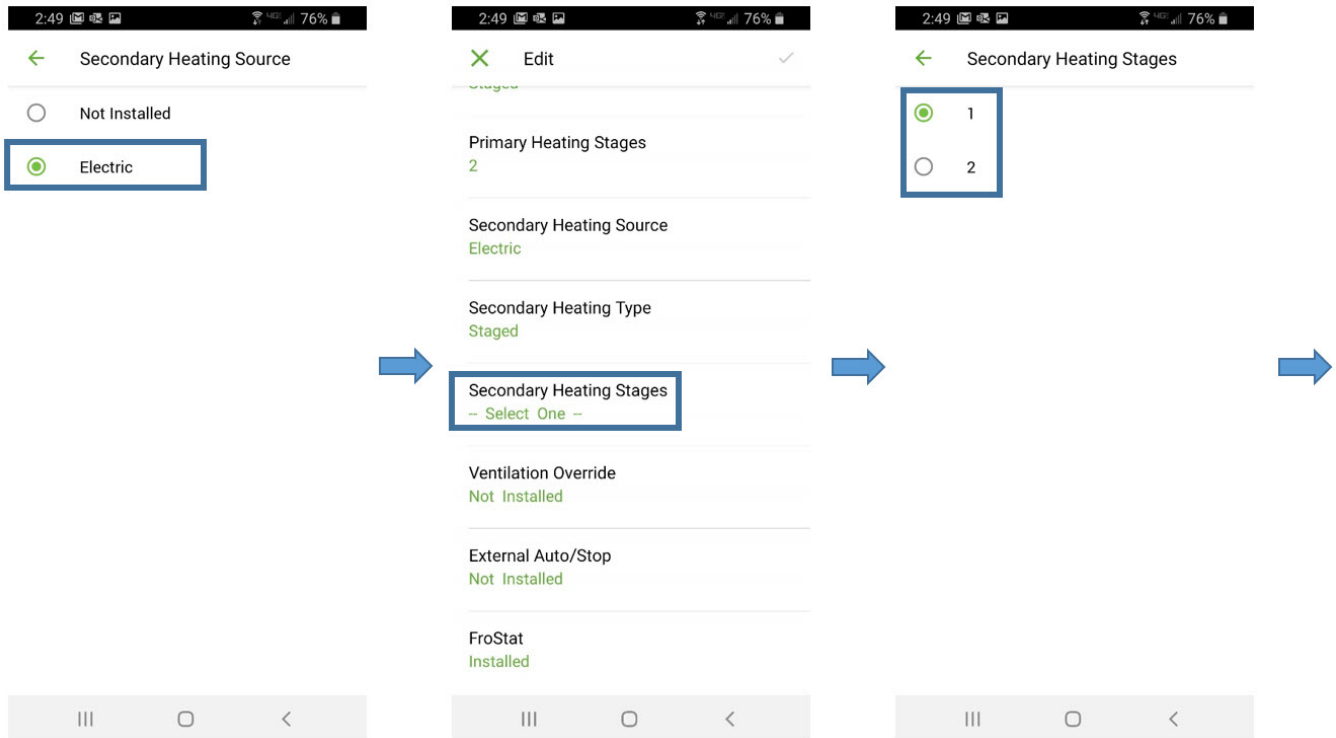 2:49
76%
Secondary Heating Source
Not Installed
Electric
2:49
76%
Edit
Staged
Primary Heating Stages
2
Secondary Heating Source
Electric
Secondary Heating Type
Staged
Secondary Heating Stages
-- Select One --
Ventilation Override
Not Installed
External Auto/Stop
Not Installed
FroStat
Installed
2:49
76%
Secondary Heating Stages
1
2